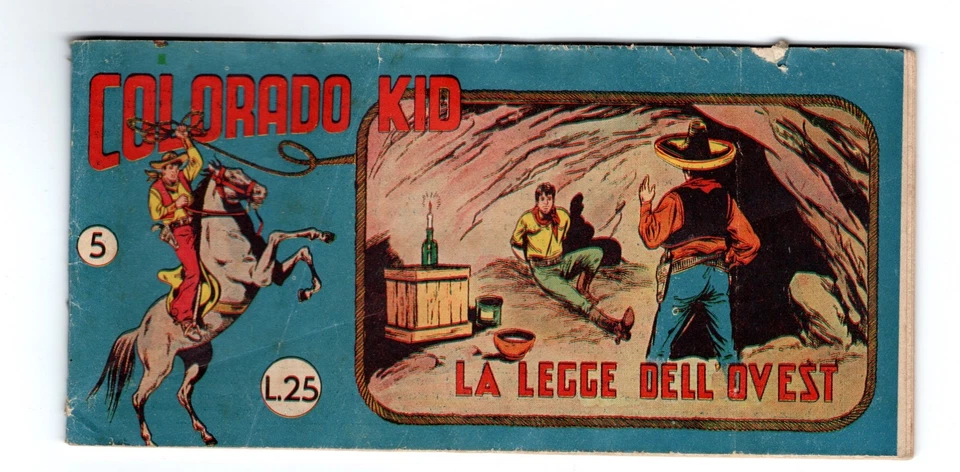 COLORADO KID
5
L.25
LA LEGGE DELL'OVEST